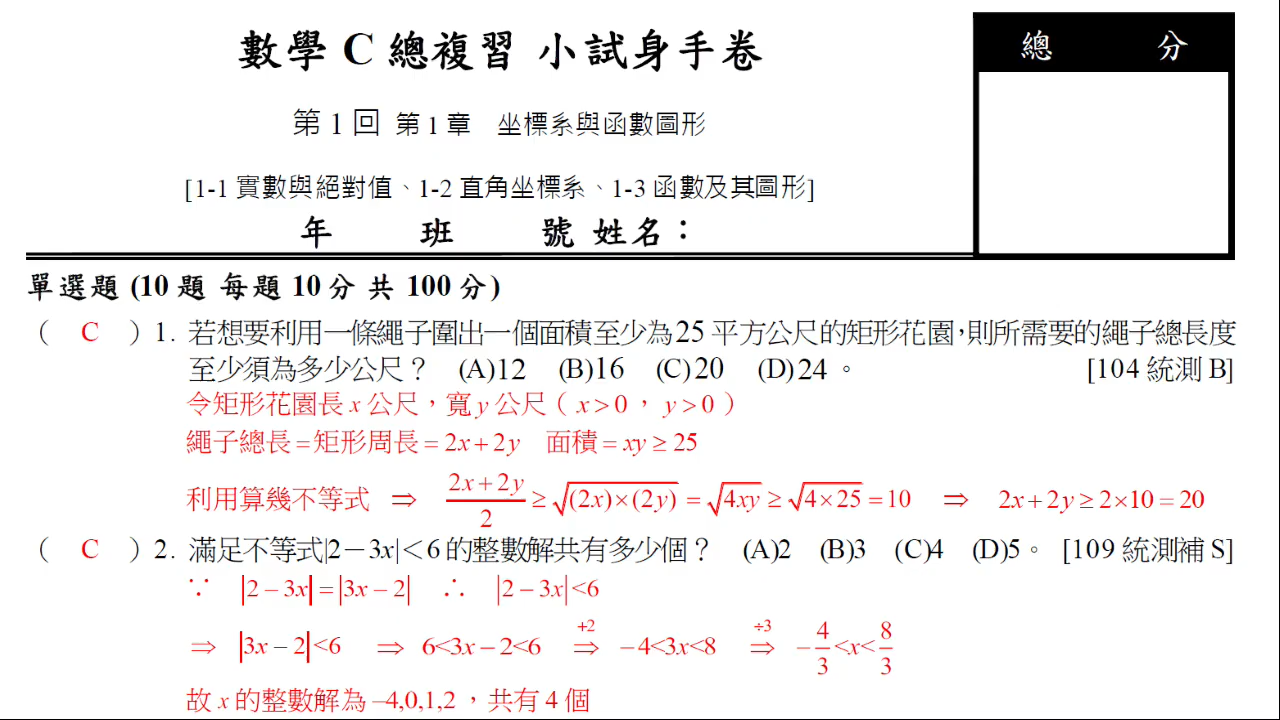 數學 C 總複習 小試身手卷
總 分
第 1 回 第 1 章 坐標系與函數圖形
[1-1 實數與絕對值、1-2 直角坐標系、1-3 函數及其圖形]
年 班 號 姓名：
單選題 (10 題 每題 10 分 共 100 分)
( C ) 1. 若想要利用一條繩子圍出一個面積至少為 25 平方公尺的矩形花園，則所需要的繩子總長度
至少須為多少公尺？ (A)12 (B)16 (C)20 (D)24。 [104 統測 B]
令矩形花園長 x 公尺，寬 y 公尺（ x > 0 ， y > 0 ）
繩子總長 = 矩形周長 = 2x + 2y 面積 = xy ≥ 25
利用算幾不等式 ⇒ (2x + 2y)/2 ≥ √((2x)×(2y)) = √(4xy) ≥ √(4×25) = 10 ⇒ 2x + 2y ≥ 2×10 = 20
( C ) 2. 滿足不等式|2－3x|＜6 的整數解共有多少個？ (A)2 (B)3 (C)4 (D)5。 [109 統測補 S]
∵ |2 − 3x| = |3x − 2| ∴ |2 − 3x| <6
⇒ |3x − 2| <6 ⇒ 6<3x − 2<6 +2 ⇒ −4<3x<8 ÷3 ⇒ −4/3 <x< 8/3
故 x 的整數解為 −4,0,1,2 ，共有 4 個